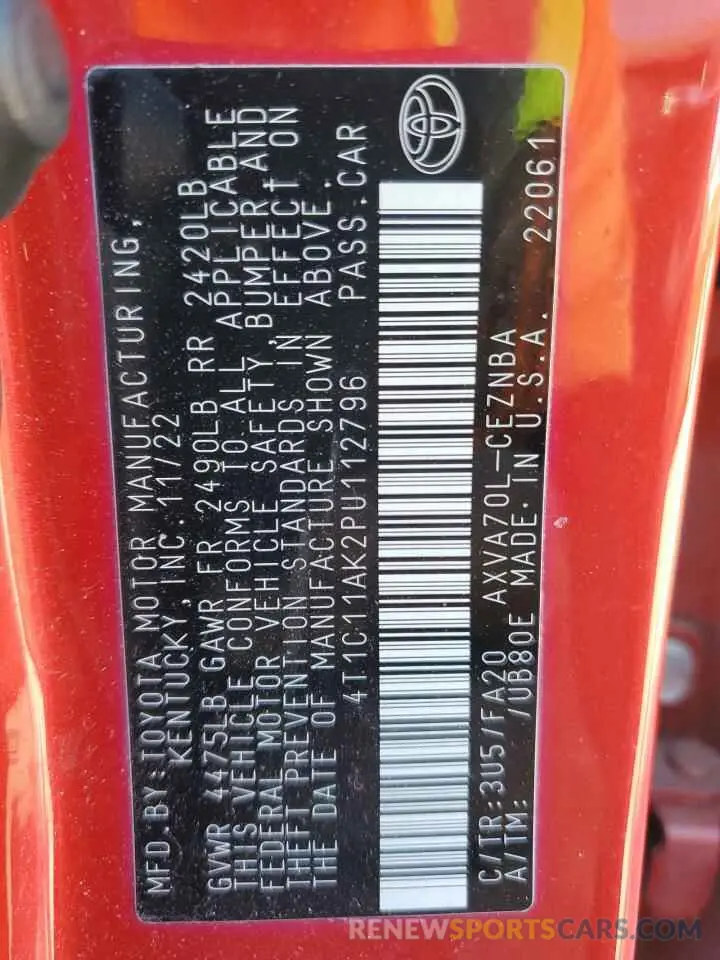 MFD.BY:TOYOTA MOTOR MANUFACTURING,
KENTUCKY, INC. 11/22
GVWR 4475LB GAWR FR 2490LB RR 2420LB
THIS VEHICLE CONFORMS TO ALL APPLICABLE
FEDERAL MOTOR VEHICLE SAFETY, BUMPER AND
THEFT PREVENTION STANDARDS IN EFFECT ON
THE DATE OF MANUFACTURE SHOWN ABOVE.
4T1C11AK2PU112796 PASS.CAR
C/TR:3U5/FA20 AXVA70L-CEZNBA
A/TM: /UB80E MADE IN U.S.A. 22061
RENEWSPORTSCARS.COM